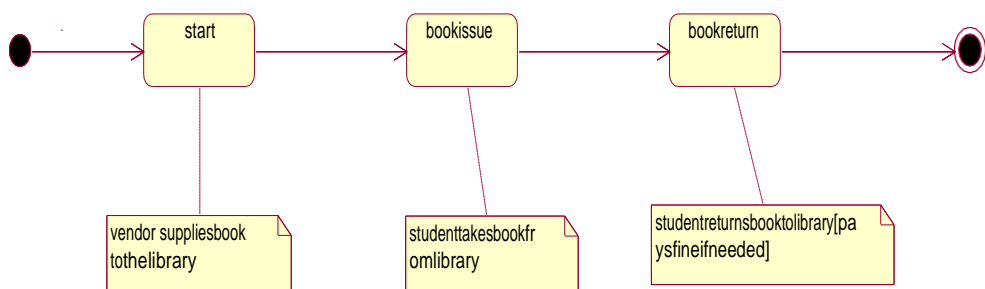 start
bookissue
bookreturn
vendor suppliesbook
tothelibrary
studenttakesbookfr
omlibrary
studentreturnsbooktolibrary[pa
ysfineifneeded]